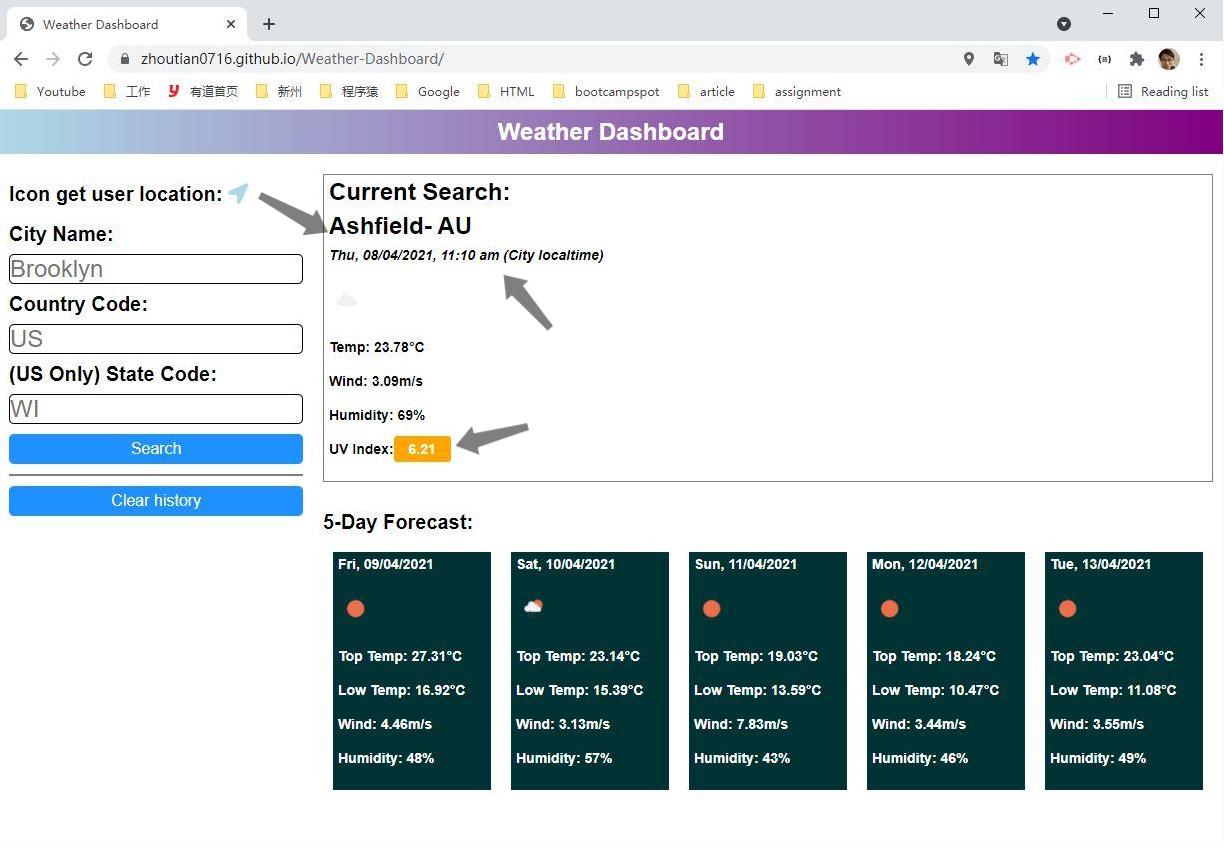 Weather Dashboard
zhoutian0716.github.io/Weather-Dashboard/
Youtube 工作 有道首页 新州 程序猿 Google HTML bootcampspot article assignment Reading list
Weather Dashboard
Icon get user location:
City Name:
Brooklyn
Country Code:
US
(US Only) State Code:
WI
Search
Clear history
Current Search:
Ashfield- AU
Thu, 08/04/2021, 11:10 am (City localtime)
Temp: 23.78°C
Wind: 3.09m/s
Humidity: 69%
UV Index: 6.21
5-Day Forecast:
Fri, 09/04/2021
Top Temp: 27.31°C
Low Temp: 16.92°C
Wind: 4.46m/s
Humidity: 48%
Sat, 10/04/2021
Top Temp: 23.14°C
Low Temp: 15.39°C
Wind: 3.13m/s
Humidity: 57%
Sun, 11/04/2021
Top Temp: 19.03°C
Low Temp: 13.59°C
Wind: 7.83m/s
Humidity: 43%
Mon, 12/04/2021
Top Temp: 18.24°C
Low Temp: 10.47°C
Wind: 3.44m/s
Humidity: 46%
Tue, 13/04/2021
Top Temp: 23.04°C
Low Temp: 11.08°C
Wind: 3.55m/s
Humidity: 49%